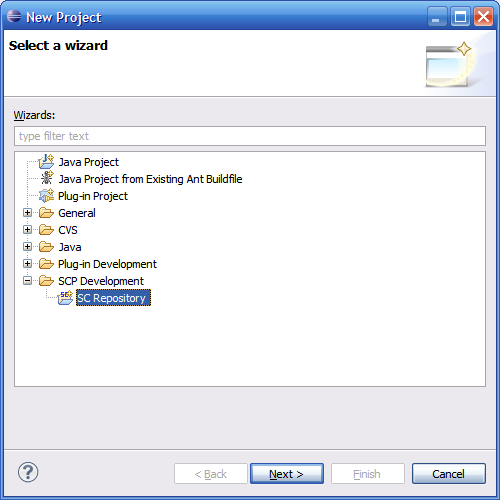 New Project
Select a wizard
Wizards:
type filter text
Java Project
Java Project from Existing Ant Buildfile
Plug-in Project
General
CVS
Java
Plug-in Development
SCP Development
SC Repository
? < Back Next > Finish Cancel